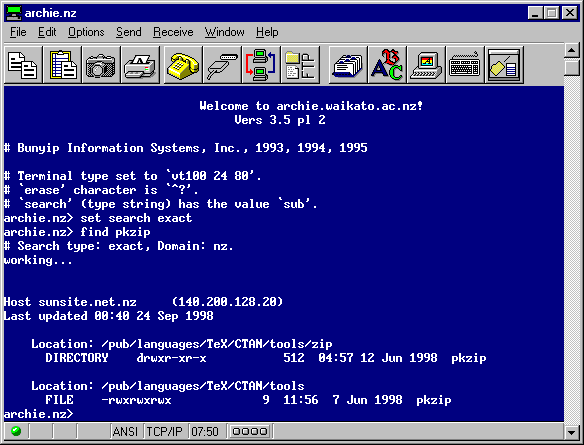 archie.nz
File Edit Options Send Receive Window Help
ABC
Welcome to archie.waikato.ac.nz!
Vers 3.5 pl 2
# Bunyip Information Systems, Inc., 1993, 1994, 1995
# Terminal type set to `vt100 24 80'.
# `erase' character is `^?'.
# `search' (type string) has the value `sub'.
archie.nz> set search exact
archie.nz> find pkzip
# Search type: exact, Domain: nz.
working...
Host sunsite.net.nz (140.200.128.20)
Last updated 00:40 24 Sep 1998
Location: /pub/languages/TeX/CTAN/tools/zip
DIRECTORY drwxr-xr-x 512 04:57 12 Jun 1998 pkzip
Location: /pub/languages/TeX/CTAN/tools
FILE -rwxrwxrwx 9 11:56 7 Jun 1998 pkzip
archie.nz>
ANSI TCP/IP 07:50